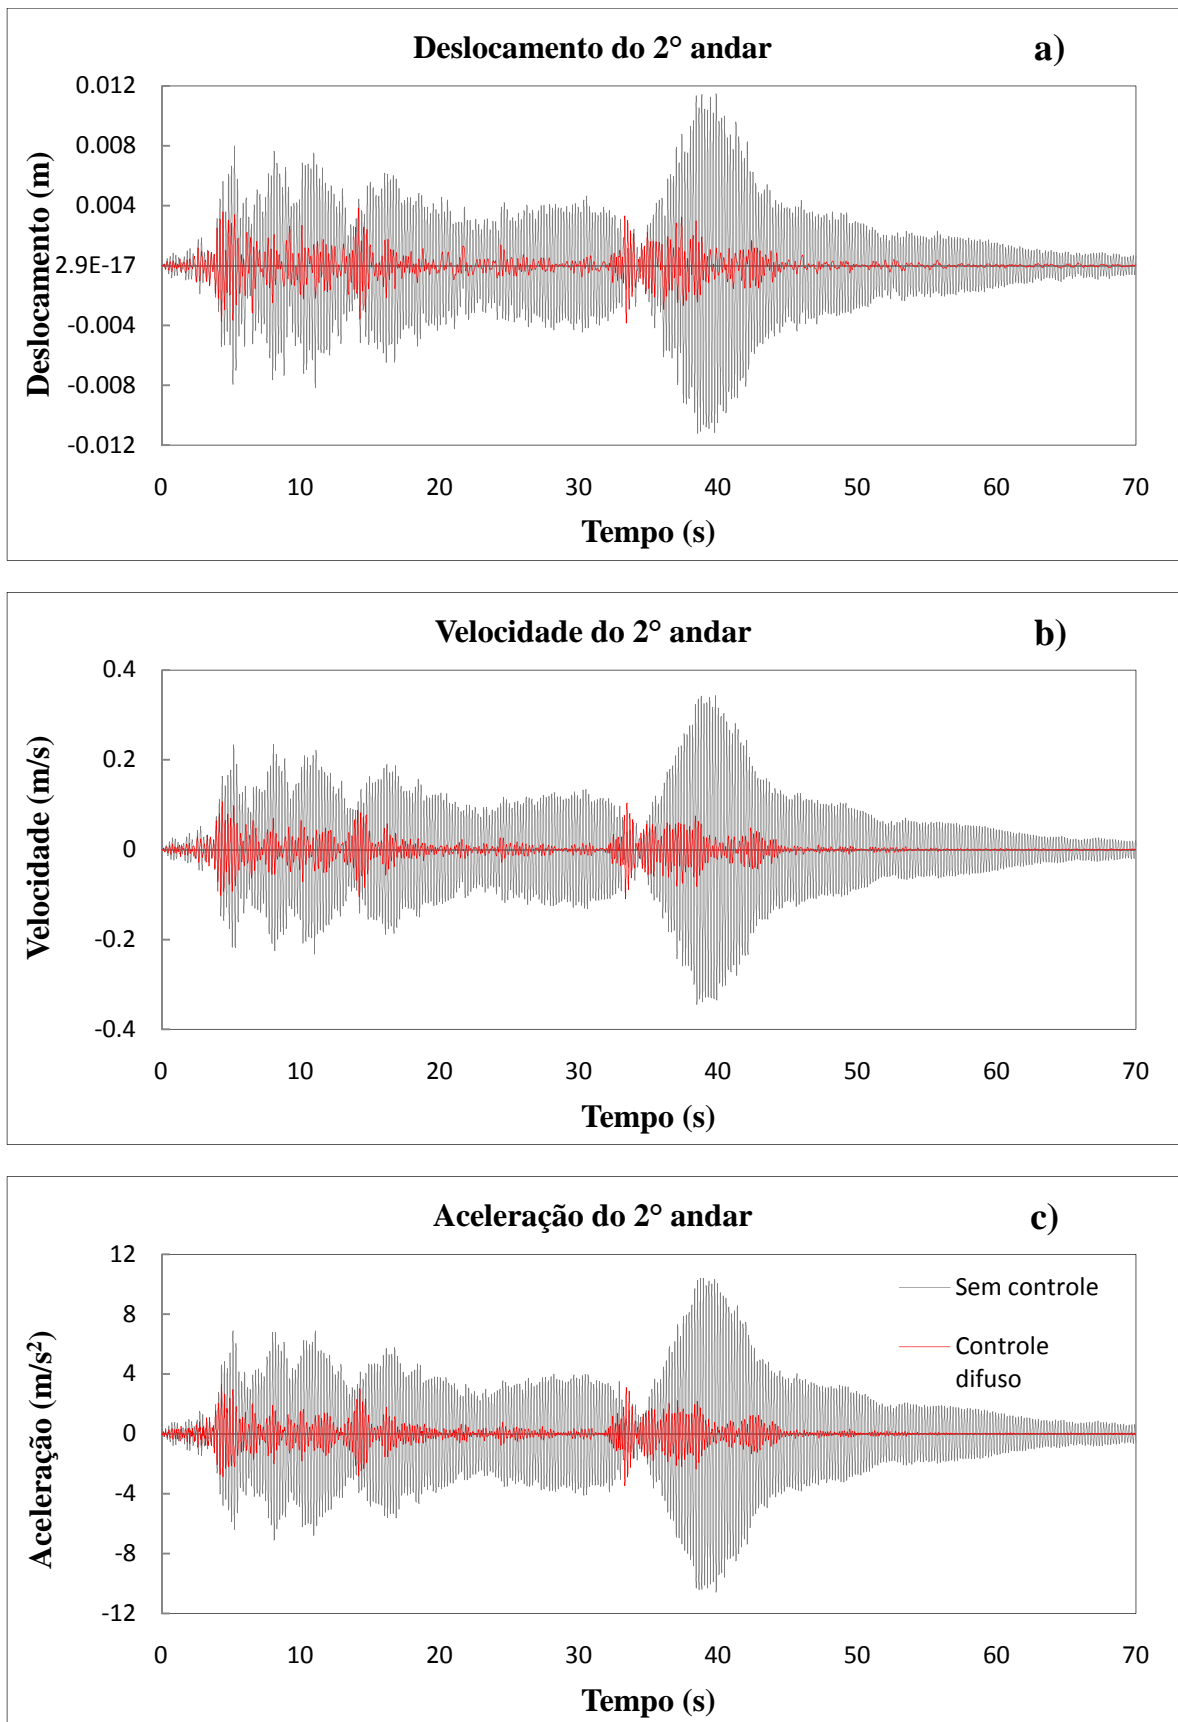 Deslocamento do 2° andar
a)
0.012
0.008
0.004
2.9E-17
-0.004
-0.008
-0.012
Deslocamento (m)
0 10 20 30 40 50 60 70
Tempo (s)
Velocidade do 2° andar
b)
0.4
0.2
0
-0.2
-0.4
Velocidade (m/s)
0 10 20 30 40 50 60 70
Tempo (s)
Aceleração do 2° andar
c)
12
8
4
0
-4
-8
-12
Aceleração (m/s²)
Sem controle
Controle
difuso
0 10 20 30 40 50 60 70
Tempo (s)